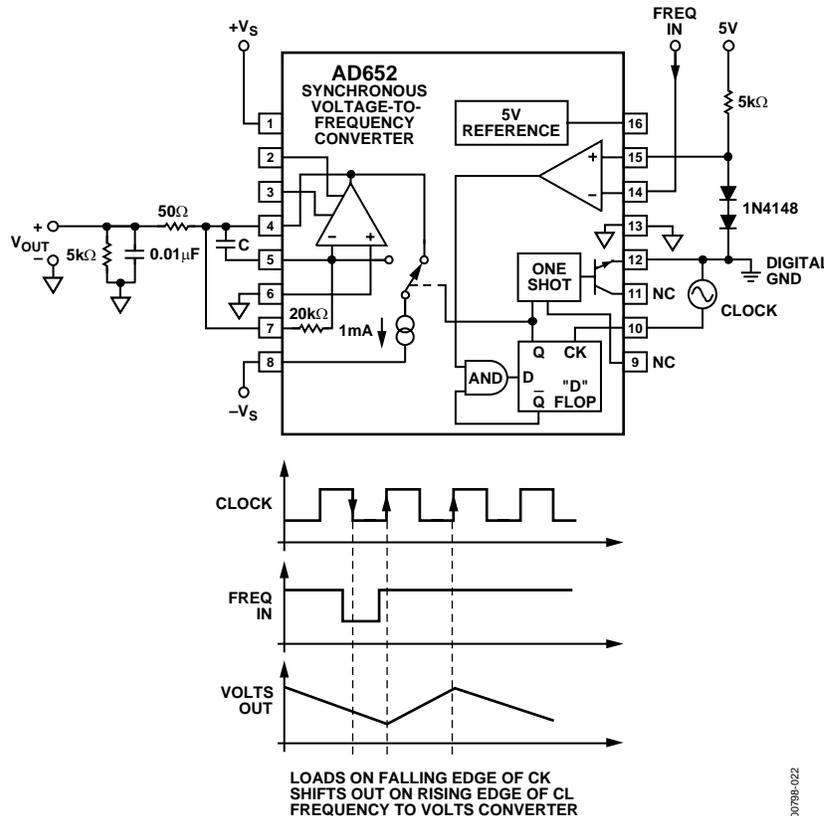 FREQ
IN
5V
+VS
AD652
SYNCHRONOUS
VOLTAGE-TO-
FREQUENCY
CONVERTER
5V
REFERENCE
5kΩ
1
16
2
15
3
14
1N4148
4
13
5
12
6
11
7
10
8
9
+
VOUT
–
5kΩ
0.01µF
50Ω
C
– +
20kΩ
1mA
–VS
+
–
ONE
SHOT
AND
Q CK
D
"D"
FLOP
Q̅
NC
NC
DIGITAL
GND
CLOCK
CLOCK
FREQ
IN
VOLTS
OUT
LOADS ON FALLING EDGE OF CK
SHIFTS OUT ON RISING EDGE OF CL
FREQUENCY TO VOLTS CONVERTER
00798-022